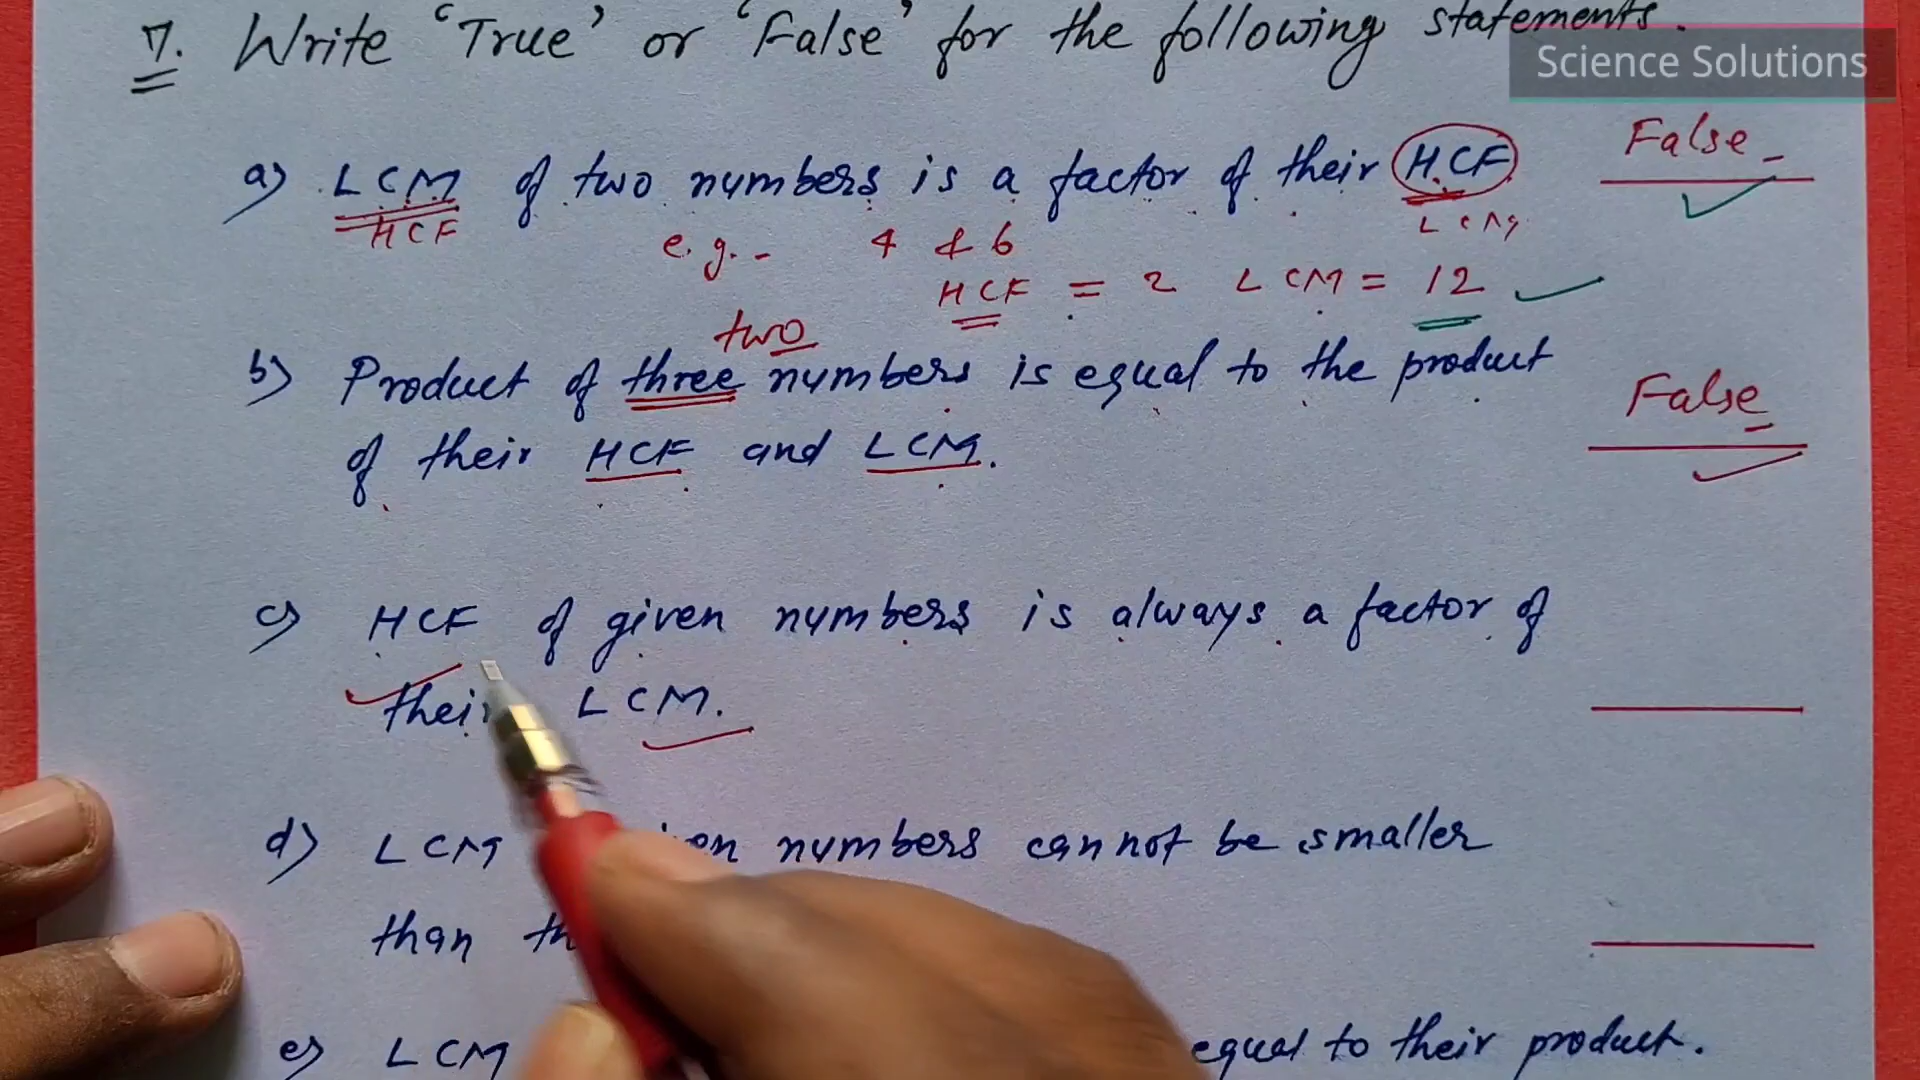 7. Write 'True' or 'False' for the following statements.
Science Solutions
a) LCM of two numbers is a factor of their HCF False
HCF LCM
e.g. 4 & 6
HCF = 2 LCM = 12
two
b) Product of three numbers is equal to the product
of their HCF and LCM. False
c) HCF of given numbers is always a factor of
their LCM.
d) LCM numbers cannot be smaller
than
e) LCM equal to their product.